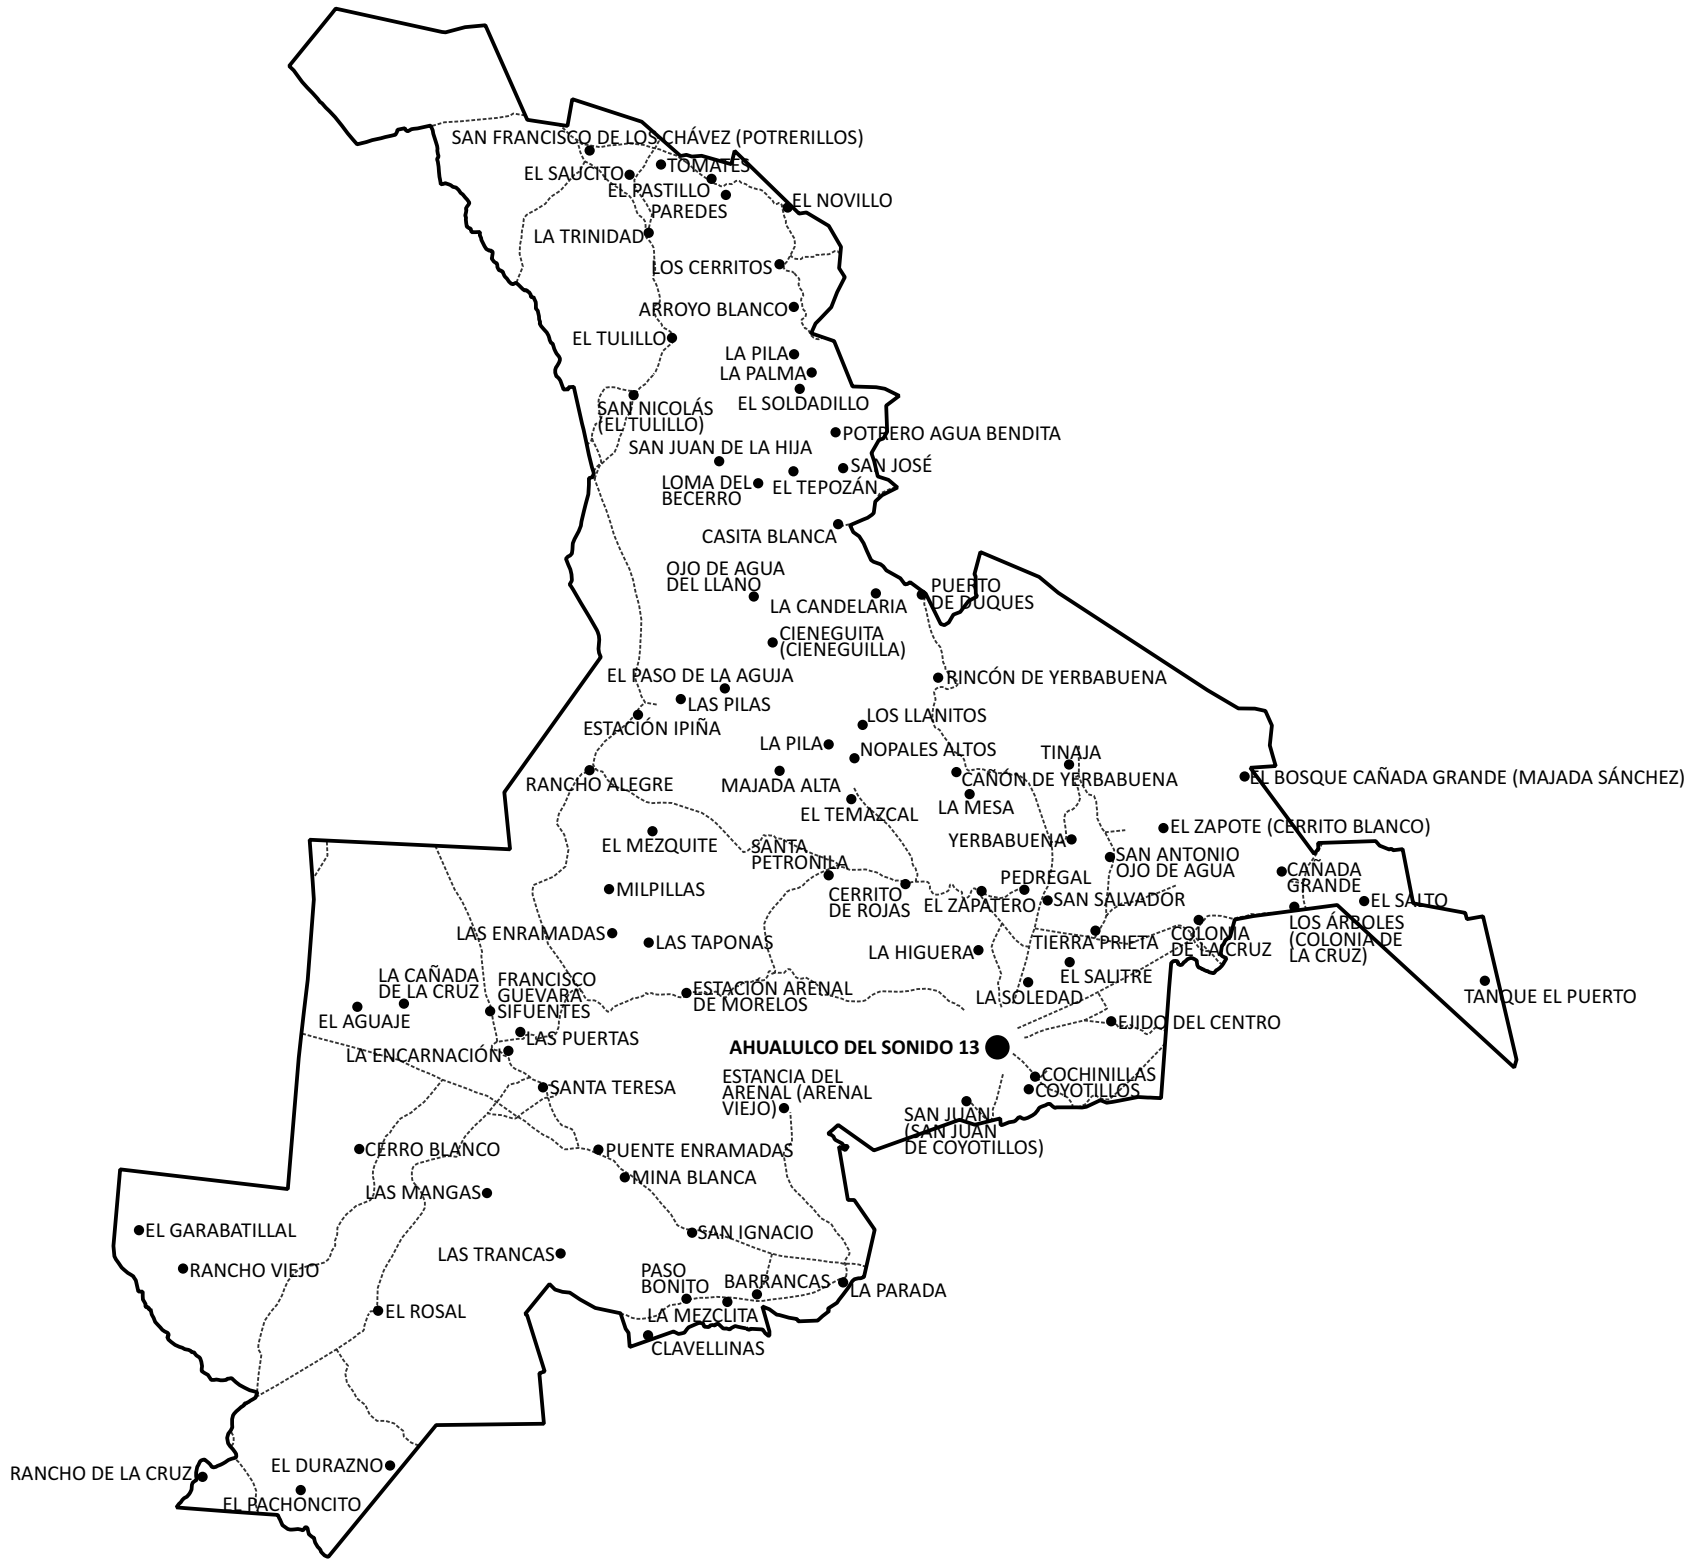 SAN FRANCISCO DE LOS CHÁVEZ (POTRERILLOS)
TOMATES
EL SAUCITO
EL PASTILLO
PAREDES
EL NOVILLO
LA TRINIDAD
LOS CERRITOS
ARROYO BLANCO
EL TULILLO
LA PILA
LA PALMA
EL SOLDADILLO
SAN NICOLÁS
(EL TULILLO)
POTRERO AGUA BENDITA
SAN JUAN DE LA HIJA
SAN JOSÉ
LOMA DEL
BECERRO
EL TEPOZÁN
CASITA BLANCA
OJO DE AGUA
DEL LLANO
LA CANDELARIA
PUERTO
DE DUQUES
CIENEGUITA
(CIENEGUILLA)
EL PASO DE LA AGUJA
RINCÓN DE YERBABUENA
LAS PILAS
ESTACIÓN IPIÑA
LOS LLANITOS
LA PILA
NOPALES ALTOS
TINAJA
RANCHO ALEGRE
MAJADA ALTA
CAÑÓN DE YERBABUENA
EL BOSQUE CAÑADA GRANDE (MAJADA SÁNCHEZ)
LA MESA
EL TEMAZCAL
EL MEZQUITE
SANTA
PETRONILA
YERBABUENA
EL ZAPOTE (CERRITO BLANCO)
SAN ANTONIO
OJO DE AGUA
CAÑADA
GRANDE
MILPILLAS
CERRITO
DE ROJAS
PEDREGAL
EL ZAPATERO
SAN SALVADOR
EL SALTO
LAS ENRAMADAS
LAS TAPONAS
LA HIGUERA
TIERRA PRIETA
COLONIA
DE LA CRUZ
LOS ÁRBOLES
(COLONIA DE
LA CRUZ)
LA CAÑADA
DE LA CRUZ
FRANCISCO
GUEVARA
SIFUENTES
ESTACIÓN ARENAL
DE MORELOS
EL SALITRE
LA SOLEDAD
TANQUE EL PUERTO
EL AGUAJE
EJIDO DEL CENTRO
LAS PUERTAS
LA ENCARNACIÓN
AHUALULCO DEL SONIDO 13
SANTA TERESA
ESTANCIA DEL
ARENAL (ARENAL
VIEJO)
COCHINILLAS
COYOTILLOS
SAN JUAN
(SAN JUAN
DE COYOTILLOS)
CERRO BLANCO
PUENTE ENRAMADAS
MINA BLANCA
LAS MANGAS
EL GARABATILLAL
SAN IGNACIO
LAS TRANCAS
RANCHO VIEJO
PASO
BONITO
BARRANCAS
LA PARADA
EL ROSAL
LA MEZCLITA
CLAVELLINAS
RANCHO DE LA CRUZ
EL DURAZNO
EL PACHONCITO